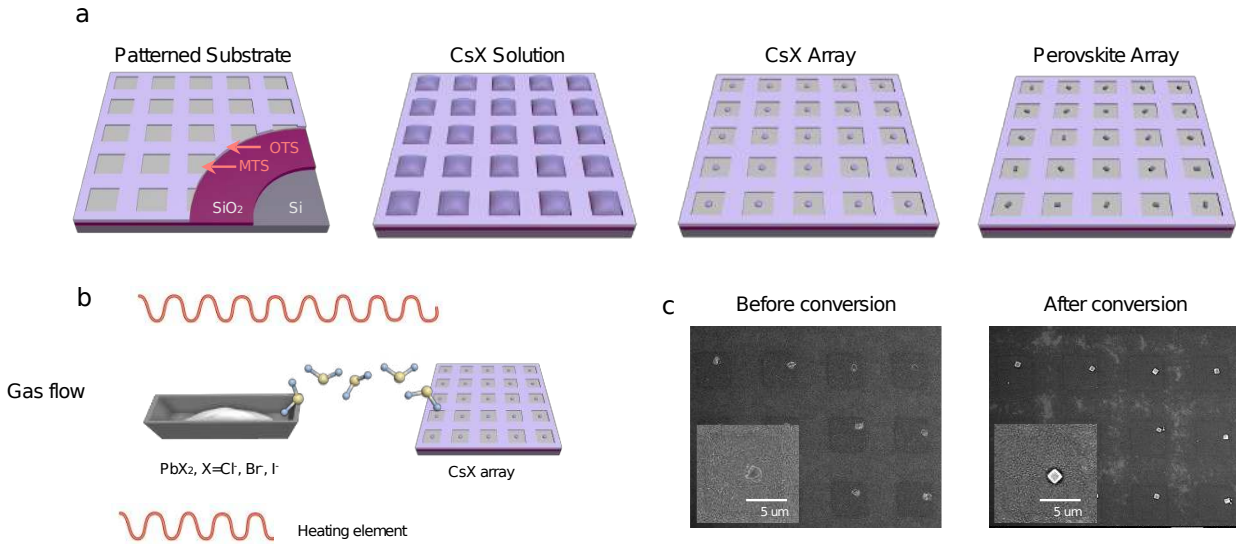 a
Patterned Substrate
CsX Solution
CsX Array
Perovskite Array
OTS
MTS
SiO₂
Si
b
Gas flow
PbX₂, X=Cl⁻, Br⁻, I⁻
CsX array
Heating element
c
Before conversion
After conversion
5 um
5 um